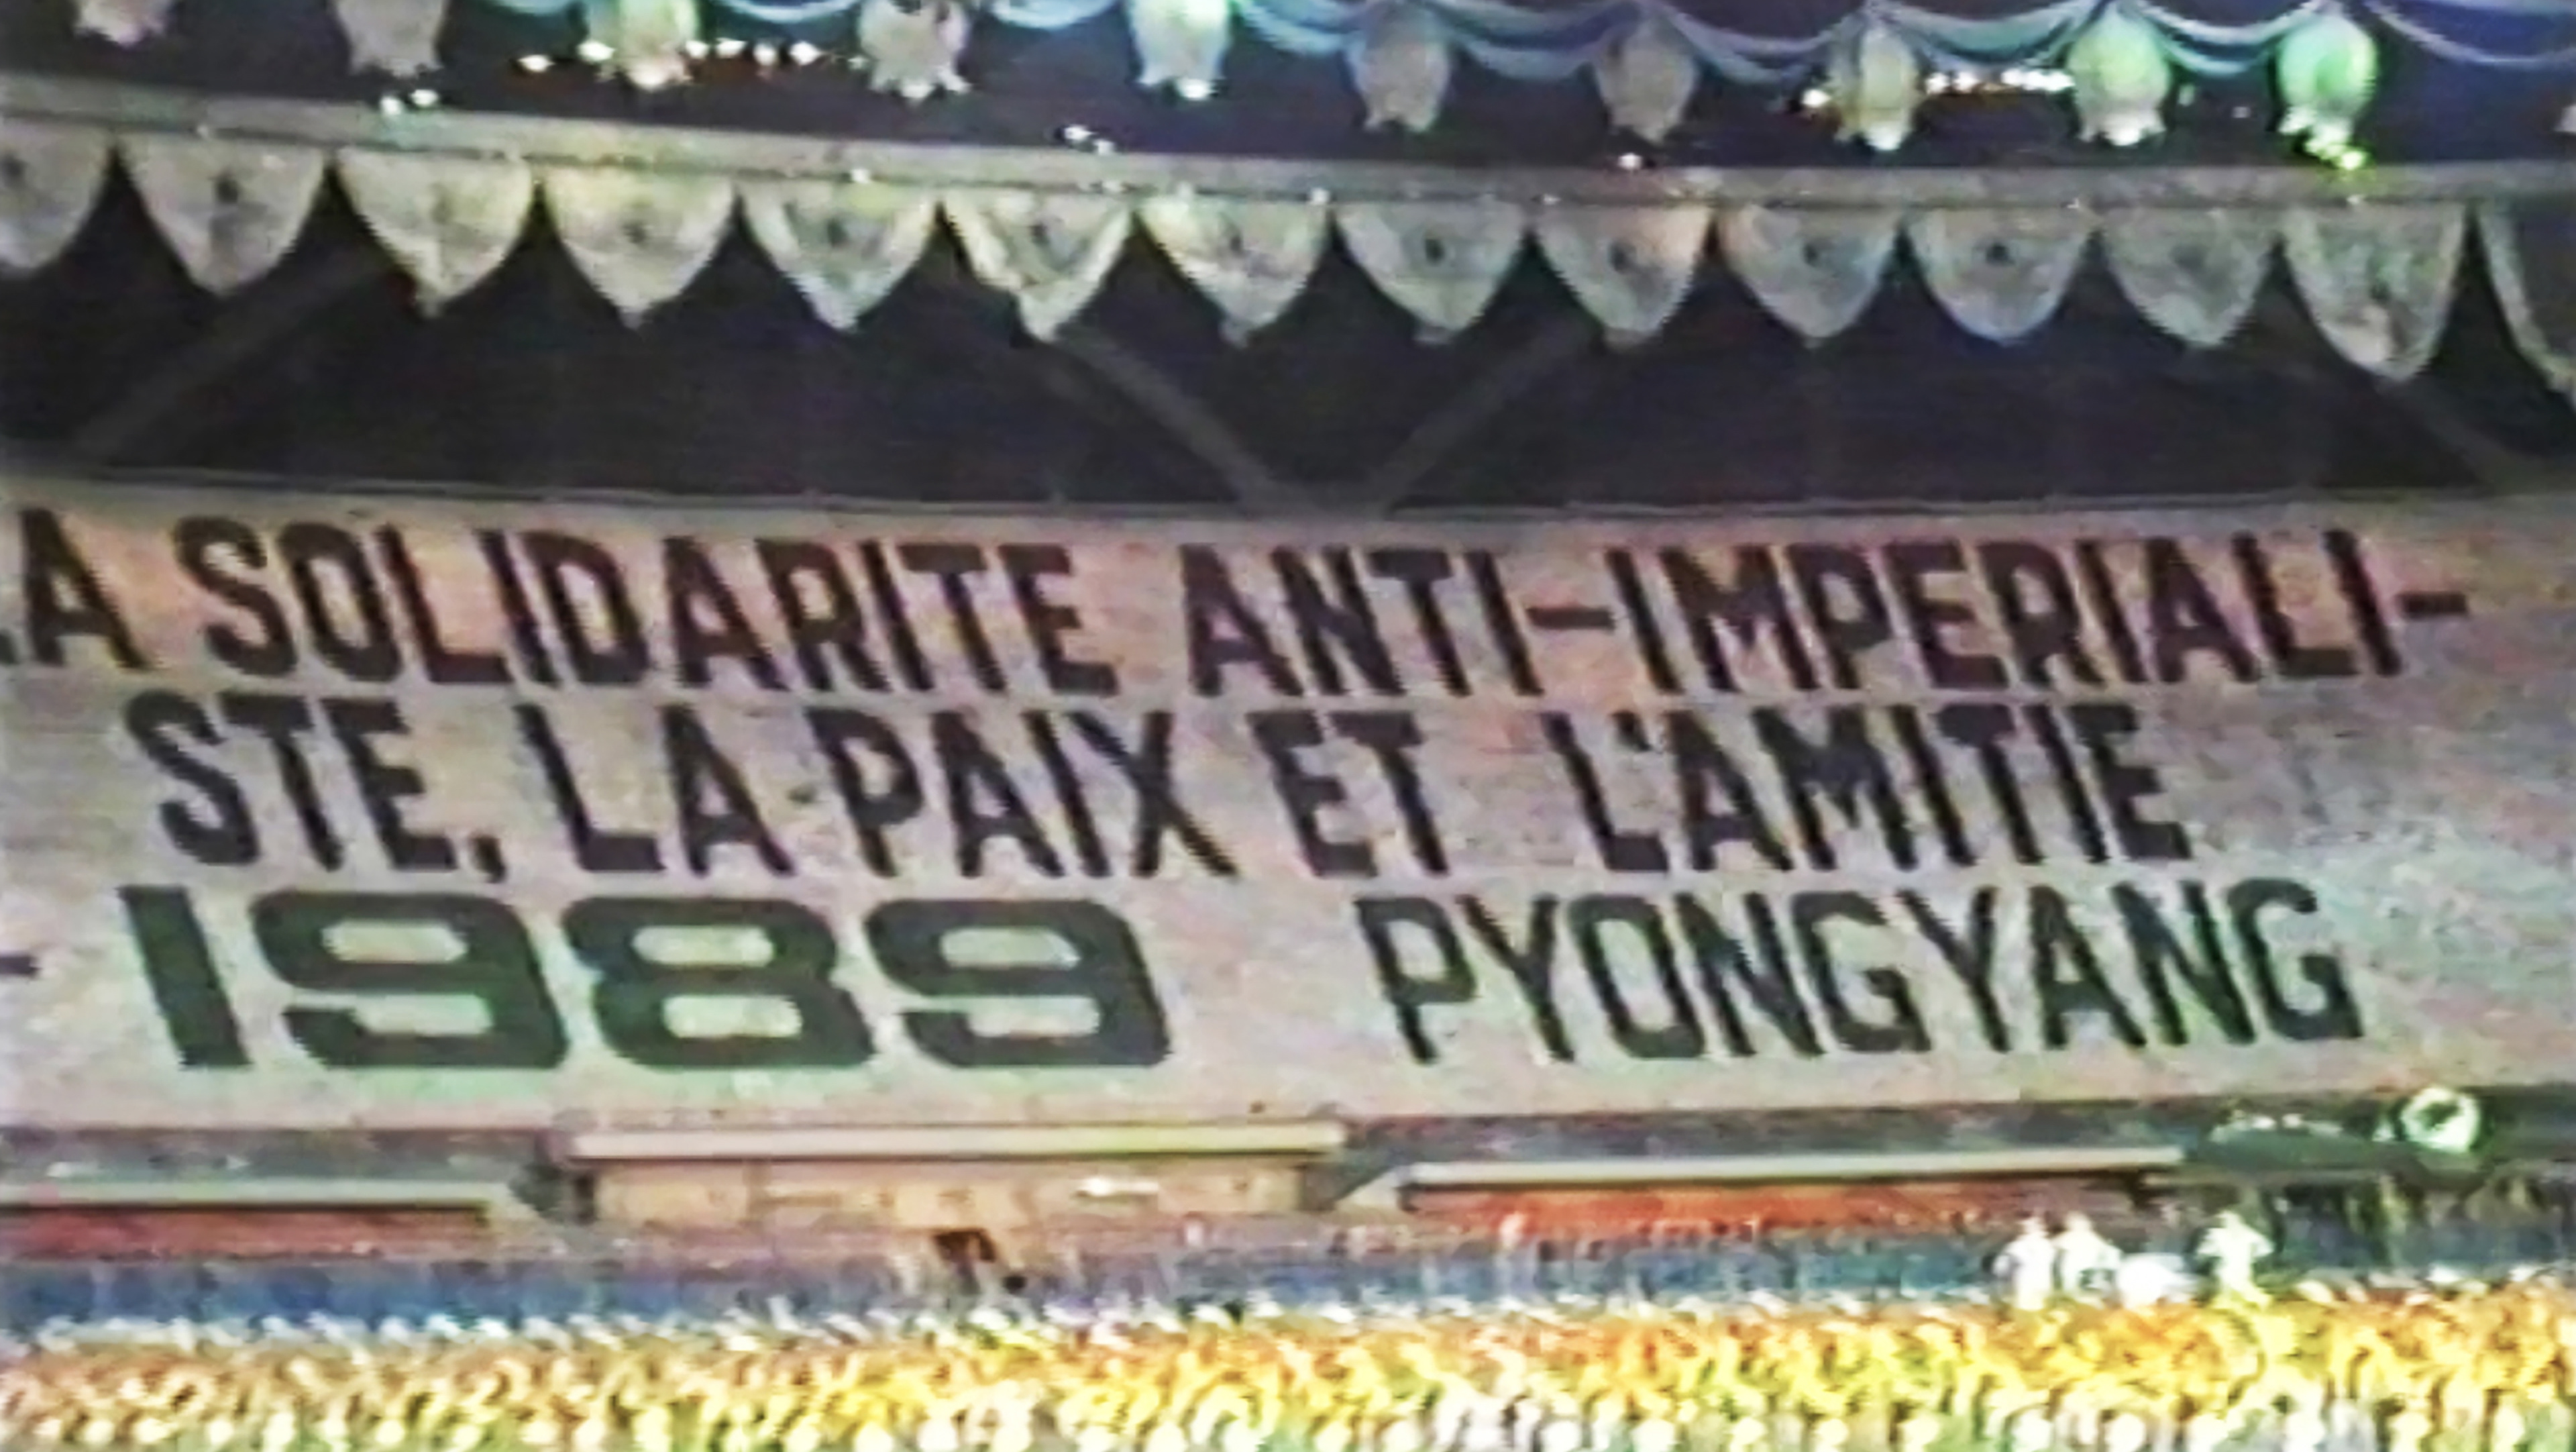 LA SOLIDARITE ANTI-IMPERIALI-
STE, LA PAIX ET L'AMITIE
- 1989 PYONGYANG